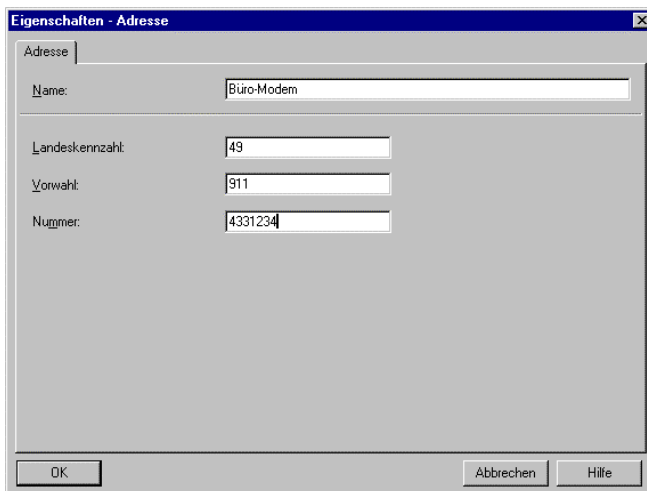 Eigenschaften - Adresse
Adresse
Name: Büro-Modem
Landeskennzahl: 49
Vorwahl: 911
Nummer: 4331234
OK Abbrechen Hilfe